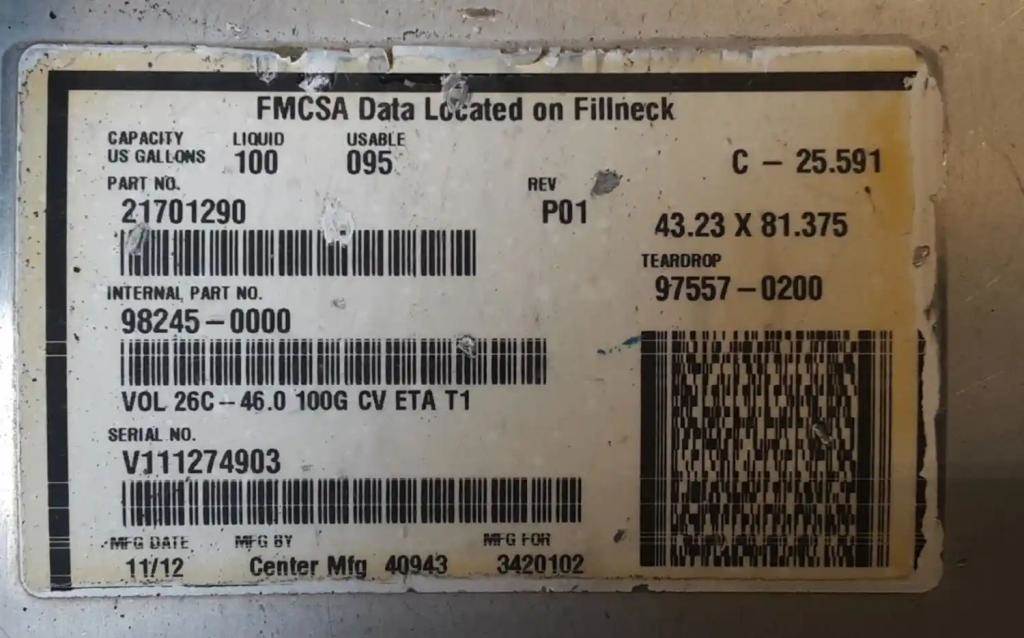 FMCSA Data Located on Fillneck
CAPACITY US GALLONS LIQUID 100 USABLE 095
C - 25.591
PART NO. REV
21701290 P01
43.23 X 81.375
TEARDROP
97557-0200
INTERNAL PART NO.
98245-0000
VOL 26C-46.0 100G CV ETA T1
SERIAL NO.
V111274903
MFG DATE MFG BY MFG FOR
11/12 Center Mfg 40943 3420102